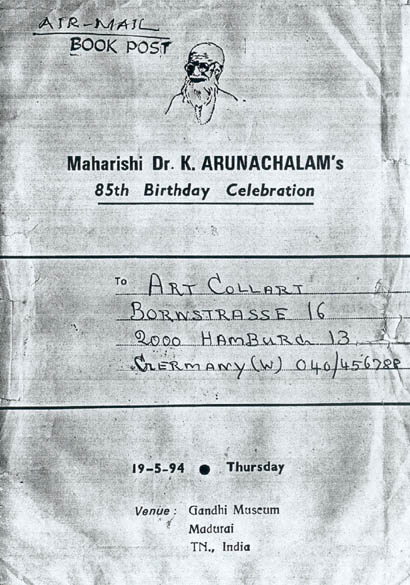 AIR-MAIL
BOOK POST
Maharishi Dr. K. ARUNACHALAM's
85th Birthday Celebration
To ART COLLART
BORNSTRASSE 16
2000 HAMBURG 13
GERMANY (W) 040/456788
19-5-94 ● Thursday
Venue : Gandhi Museum
Madurai
TN., India